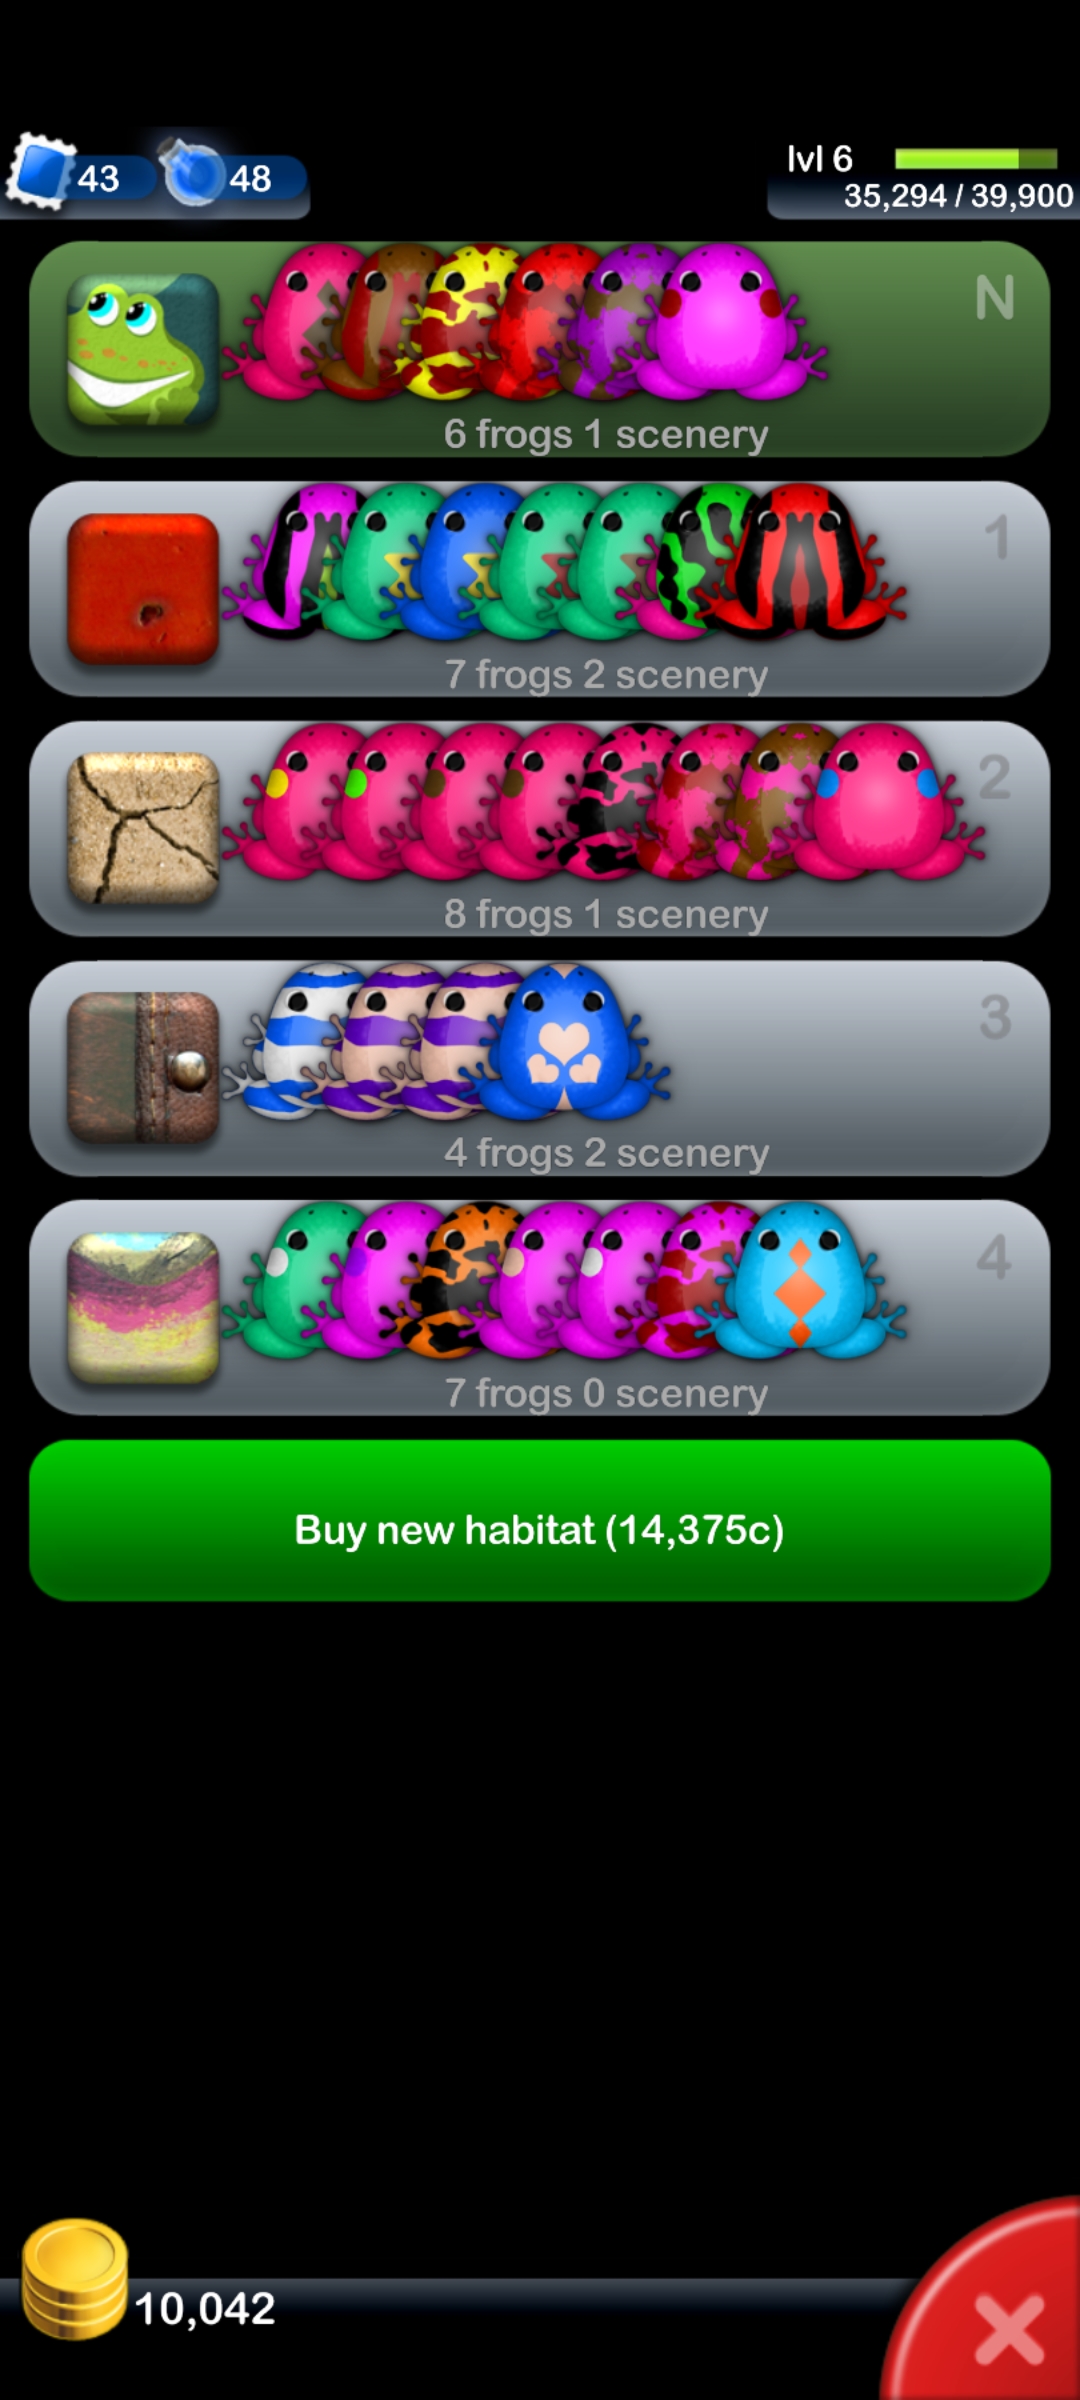 43 48 lvl 6
35,294 / 39,900
N
6 frogs 1 scenery
1
7 frogs 2 scenery
2
8 frogs 1 scenery
3
4 frogs 2 scenery
4
7 frogs 0 scenery
Buy new habitat (14,375c)
10,042